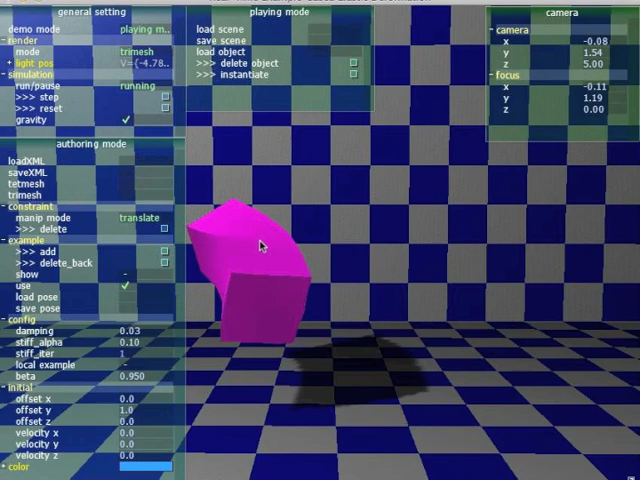 general setting
demo mode playing m..
render
mode trimesh
light pos V={-4.78..
simulation
run/pause running
>>> step
>>> reset
gravity
authoring mode
loadXML
saveXML
tetmesh
trimesh
constraint
manip mode translate
>>> delete
example
>>> add
>>> delete_back
show -
use
load pose
save pose
config
damping 0.03
stiff_alpha 0.10
stiff_iter 1
local example -
beta 0.950
initial
offset x 0.0
offset y 1.0
offset z 0.0
velocity x 0.0
velocity y 0.0
velocity z 0.0
color
playing mode
load scene
save scene
load object
>>> delete object
>>> instantiate
camera
camera
x -0.08
y 1.54
z 5.00
focus
x -0.11
y 1.19
z 0.00